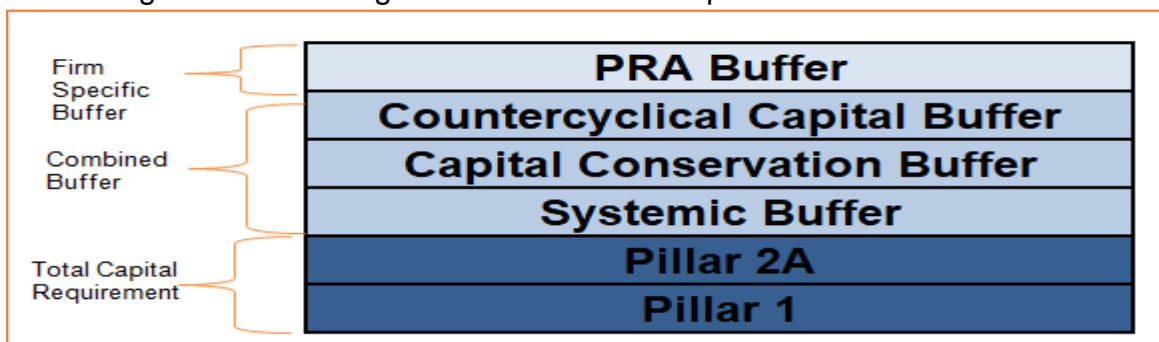 Firm
Specific
Buffer
PRA Buffer
Countercyclical Capital Buffer
Combined
Buffer
Capital Conservation Buffer
Systemic Buffer
Total Capital
Requirement
Pillar 2A
Pillar 1